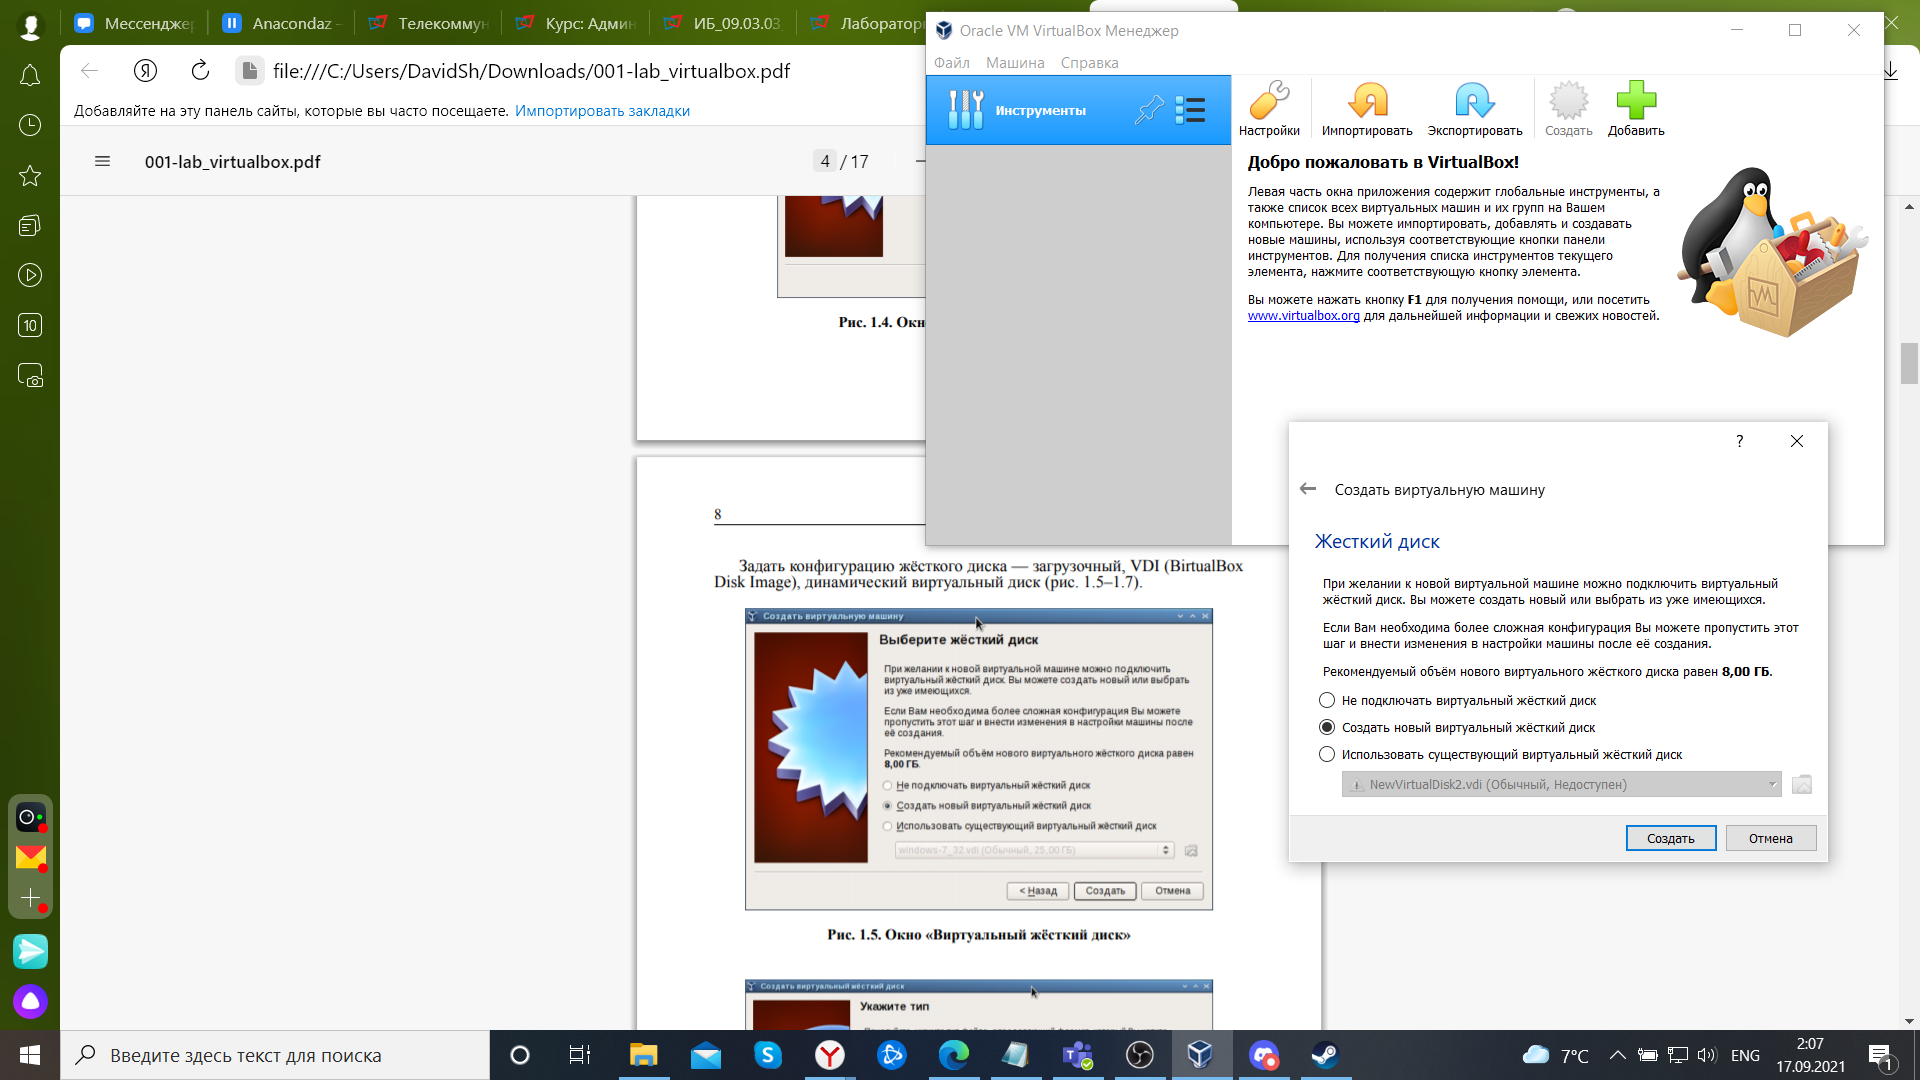 Мессендже
Anacondaz -
Телекоммун
Курс: Админ
ИБ_09.03.03
Лаборатор
file:///C:/Users/DavidSh/Downloads/001-lab_virtualbox.pdf
Добавляйте на эту панель сайты, которые вы часто посещаете. Импортировать закладки
001-lab_virtualbox.pdf
4 / 17
10
Рис. 1.4. Окн
8
Задать конфигурацию жёсткого диска — загрузочный, VDI (BirtualBox
Disk Image), динамический виртуальный диск (рис. 1.5–1.7).
Создать виртуальную машину
Выберите жёсткий диск
При желании к новой виртуальной машине можно подключить
виртуальный жёсткий диск. Вы можете создать новый или выбрать
из уже имеющихся.
Если Вам необходима более сложная конфигурация Вы можете
пропустить этот шаг и внести изменения в настройки машины после
её создания.
Рекомендуемый объём нового виртуального жёсткого диска равен
8,00 ГБ.
Не подключать виртуальный жёсткий диск
Создать новый виртуальный жёсткий диск
Использовать существующий виртуальный жёсткий диск
windows-7_32.vdi (Обычный, 25,00 ГБ)
< Назад
Создать
Отмена
Рис. 1.5. Окно «Виртуальный жёсткий диск»
Создать виртуальный жёсткий диск
Укажите тип
Oracle VM VirtualBox Менеджер
Файл
Машина
Справка
Инструменты
Настройки
Импортировать
Экспортировать
Создать
Добавить
Добро пожаловать в VirtualBox!
Левая часть окна приложения содержит глобальные инструменты, а
также список всех виртуальных машин и их групп на Вашем
компьютере. Вы можете импортировать, добавлять и создавать
новые машины, используя соответствующие кнопки панели
инструментов. Для получения списка инструментов текущего
элемента, нажмите соответствующую кнопку элемента.
Вы можете нажать кнопку F1 для получения помощи, или посетить
www.virtualbox.org для дальнейшей информации и свежих новостей.
?
Создать виртуальную машину
Жесткий диск
При желании к новой виртуальной машине можно подключить виртуальный
жёсткий диск. Вы можете создать новый или выбрать из уже имеющихся.
Если Вам необходима более сложная конфигурация Вы можете пропустить этот
шаг и внести изменения в настройки машины после её создания.
Рекомендуемый объём нового виртуального жёсткого диска равен 8,00 ГБ.
Не подключать виртуальный жёсткий диск
Создать новый виртуальный жёсткий диск
Использовать существующий виртуальный жёсткий диск
NewVirtualDisk2.vdi (Обычный, Недоступен)
Создать
Отмена
Введите здесь текст для поиска
7°C
ENG
2:07
17.09.2021
1